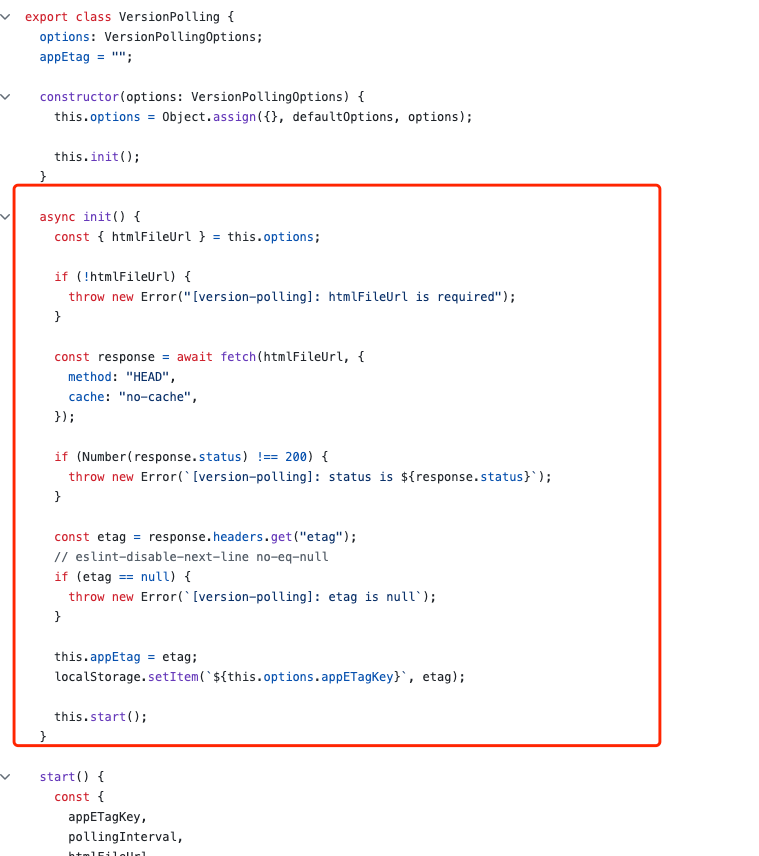 export class VersionPolling {
  options: VersionPollingOptions;
  appEtag = "";

  constructor(options: VersionPollingOptions) {
    this.options = Object.assign({}, defaultOptions, options);

    this.init();
  }

  async init() {
    const { htmlFileUrl } = this.options;

    if (!htmlFileUrl) {
      throw new Error("[version-polling]: htmlFileUrl is required");
    }

    const response = await fetch(htmlFileUrl, {
      method: "HEAD",
      cache: "no-cache",
    });

    if (Number(response.status) !== 200) {
      throw new Error(`[version-polling]: status is ${response.status}`);
    }

    const etag = response.headers.get("etag");
    // eslint-disable-next-line no-eq-null
    if (etag == null) {
      throw new Error(`[version-polling]: etag is null`);
    }

    this.appEtag = etag;
    localStorage.setItem(`${this.options.appETagKey}`, etag);

    this.start();
  }

  start() {
    const {
      appETagKey,
      pollingInterval,
      htmlFileUrl